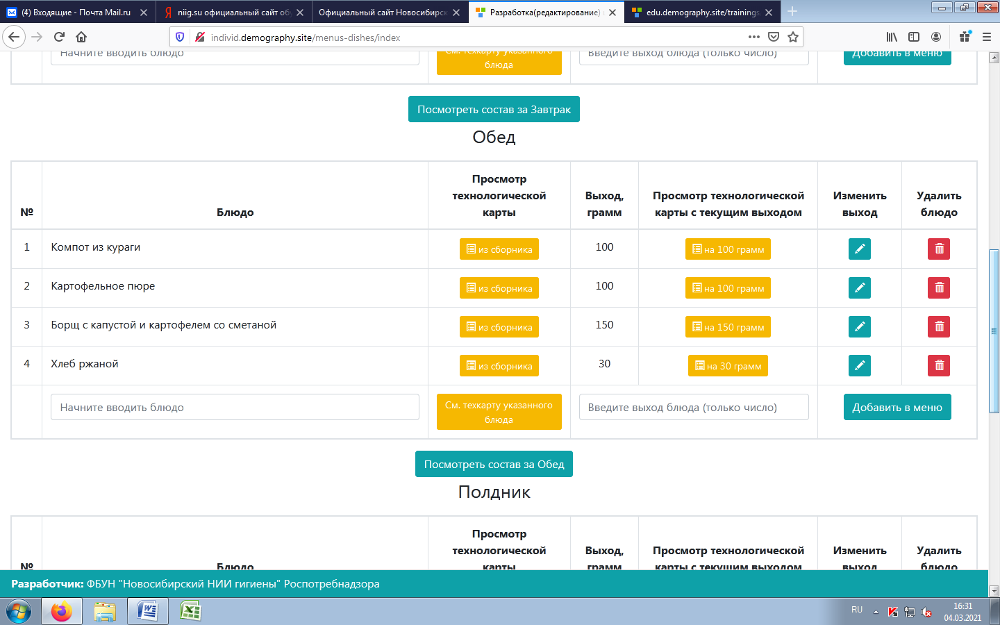 (4) Входящие - Почта Mail.ru
niig.su официальный сайт обу
Официальный сайт Новосибирск
Разработка(редактирование)
edu.demography.site/trainings
individ.demography.site/menus-dishes/index
Начните вводить блюдо
См. техкарту указанного
блюда
Введите выход блюда (только число)
Добавить в меню
Посмотреть состав за Завтрак
Обед
№
Блюдо
Просмотр
технологической
карты
Выход,
грамм
Просмотр технологической
карты с текущим выходом
Изменить
выход
Удалить
блюдо
1 Компот из кураги из сборника 100 на 100 грамм
2 Картофельное пюре из сборника 100 на 100 грамм
3 Борщ с капустой и картофелем со сметаной из сборника 150 на 150 грамм
4 Хлеб ржаной из сборника 30 на 30 грамм
Начните вводить блюдо
См. техкарту указанного
блюда
Введите выход блюда (только число)
Добавить в меню
Посмотреть состав за Обед
Полдник
№
Блюдо
Просмотр
технологической
карты
Выход,
грамм
Просмотр технологической
карты с текущим выходом
Изменить
выход
Удалить
блюдо
Разработчик: ФБУН "Новосибирский НИИ гигиены" Роспотребнадзора
RU
16:31
04.03.2021